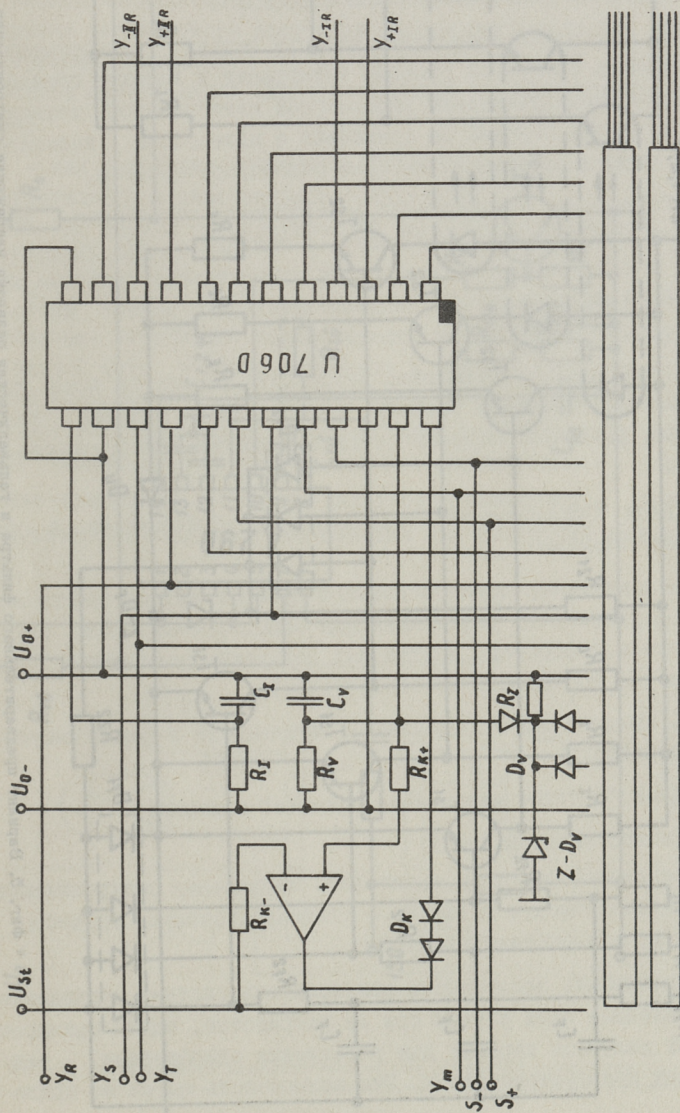 Y-IIR
Y+IIR
Y-IR
Y+IR
U 706 D
U0+
U0-
USt
CI
CV
RI
RV
RK+
RZ
DV
Z-DV
RK-
-
+
DK
YR
YS
YT
Ym
S-
S+